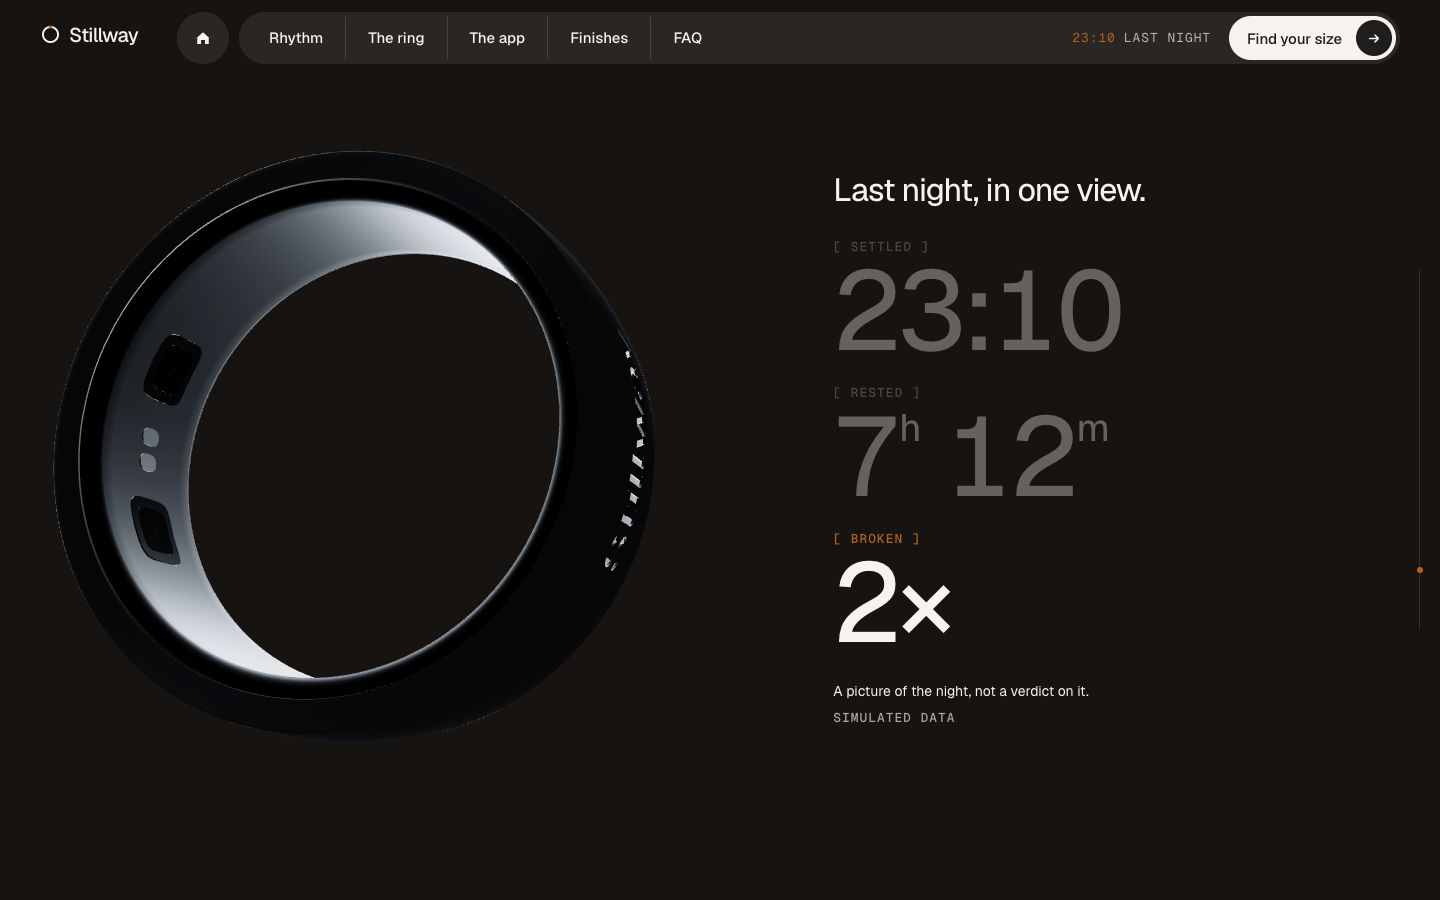 Stillway
Rhythm
The ring
The app
Finishes
FAQ
23:10 LAST NIGHT
Find your size
Last night, in one view.
[ SETTLED ]
23:10
[ RESTED ]
7h 12m
[ BROKEN ]
2×
A picture of the night, not a verdict on it.
SIMULATED DATA